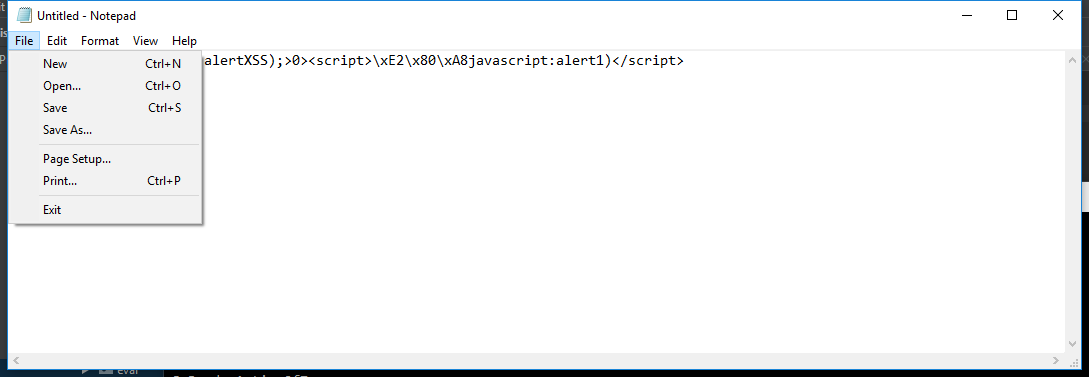 Untitled - Notepad
File Edit Format View Help
New Ctrl+N
Open... Ctrl+O
Save Ctrl+S
Save As...
Page Setup...
Print... Ctrl+P
Exit
alertXSS);>0><script>\xE2\x80\xA8javascript:alert1)</script>
eval